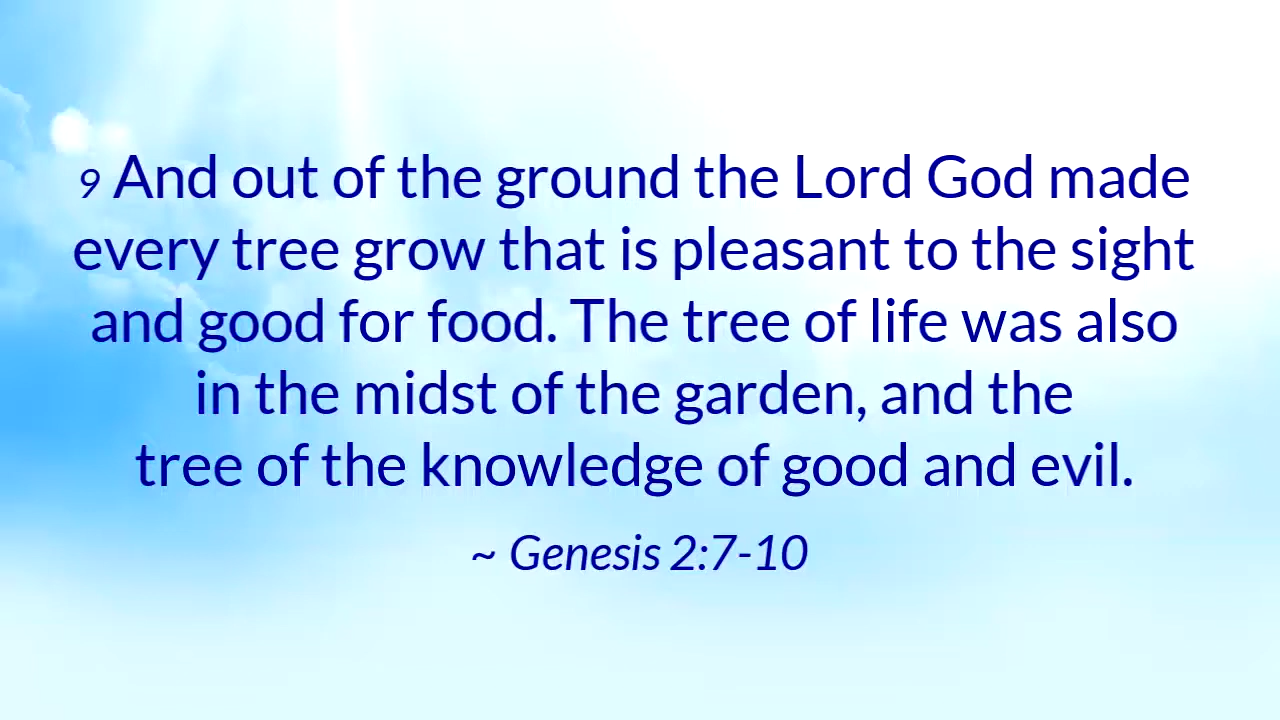 9 And out of the ground the Lord God made
every tree grow that is pleasant to the sight
and good for food. The tree of life was also
in the midst of the garden, and the
tree of the knowledge of good and evil.
~ Genesis 2:7-10